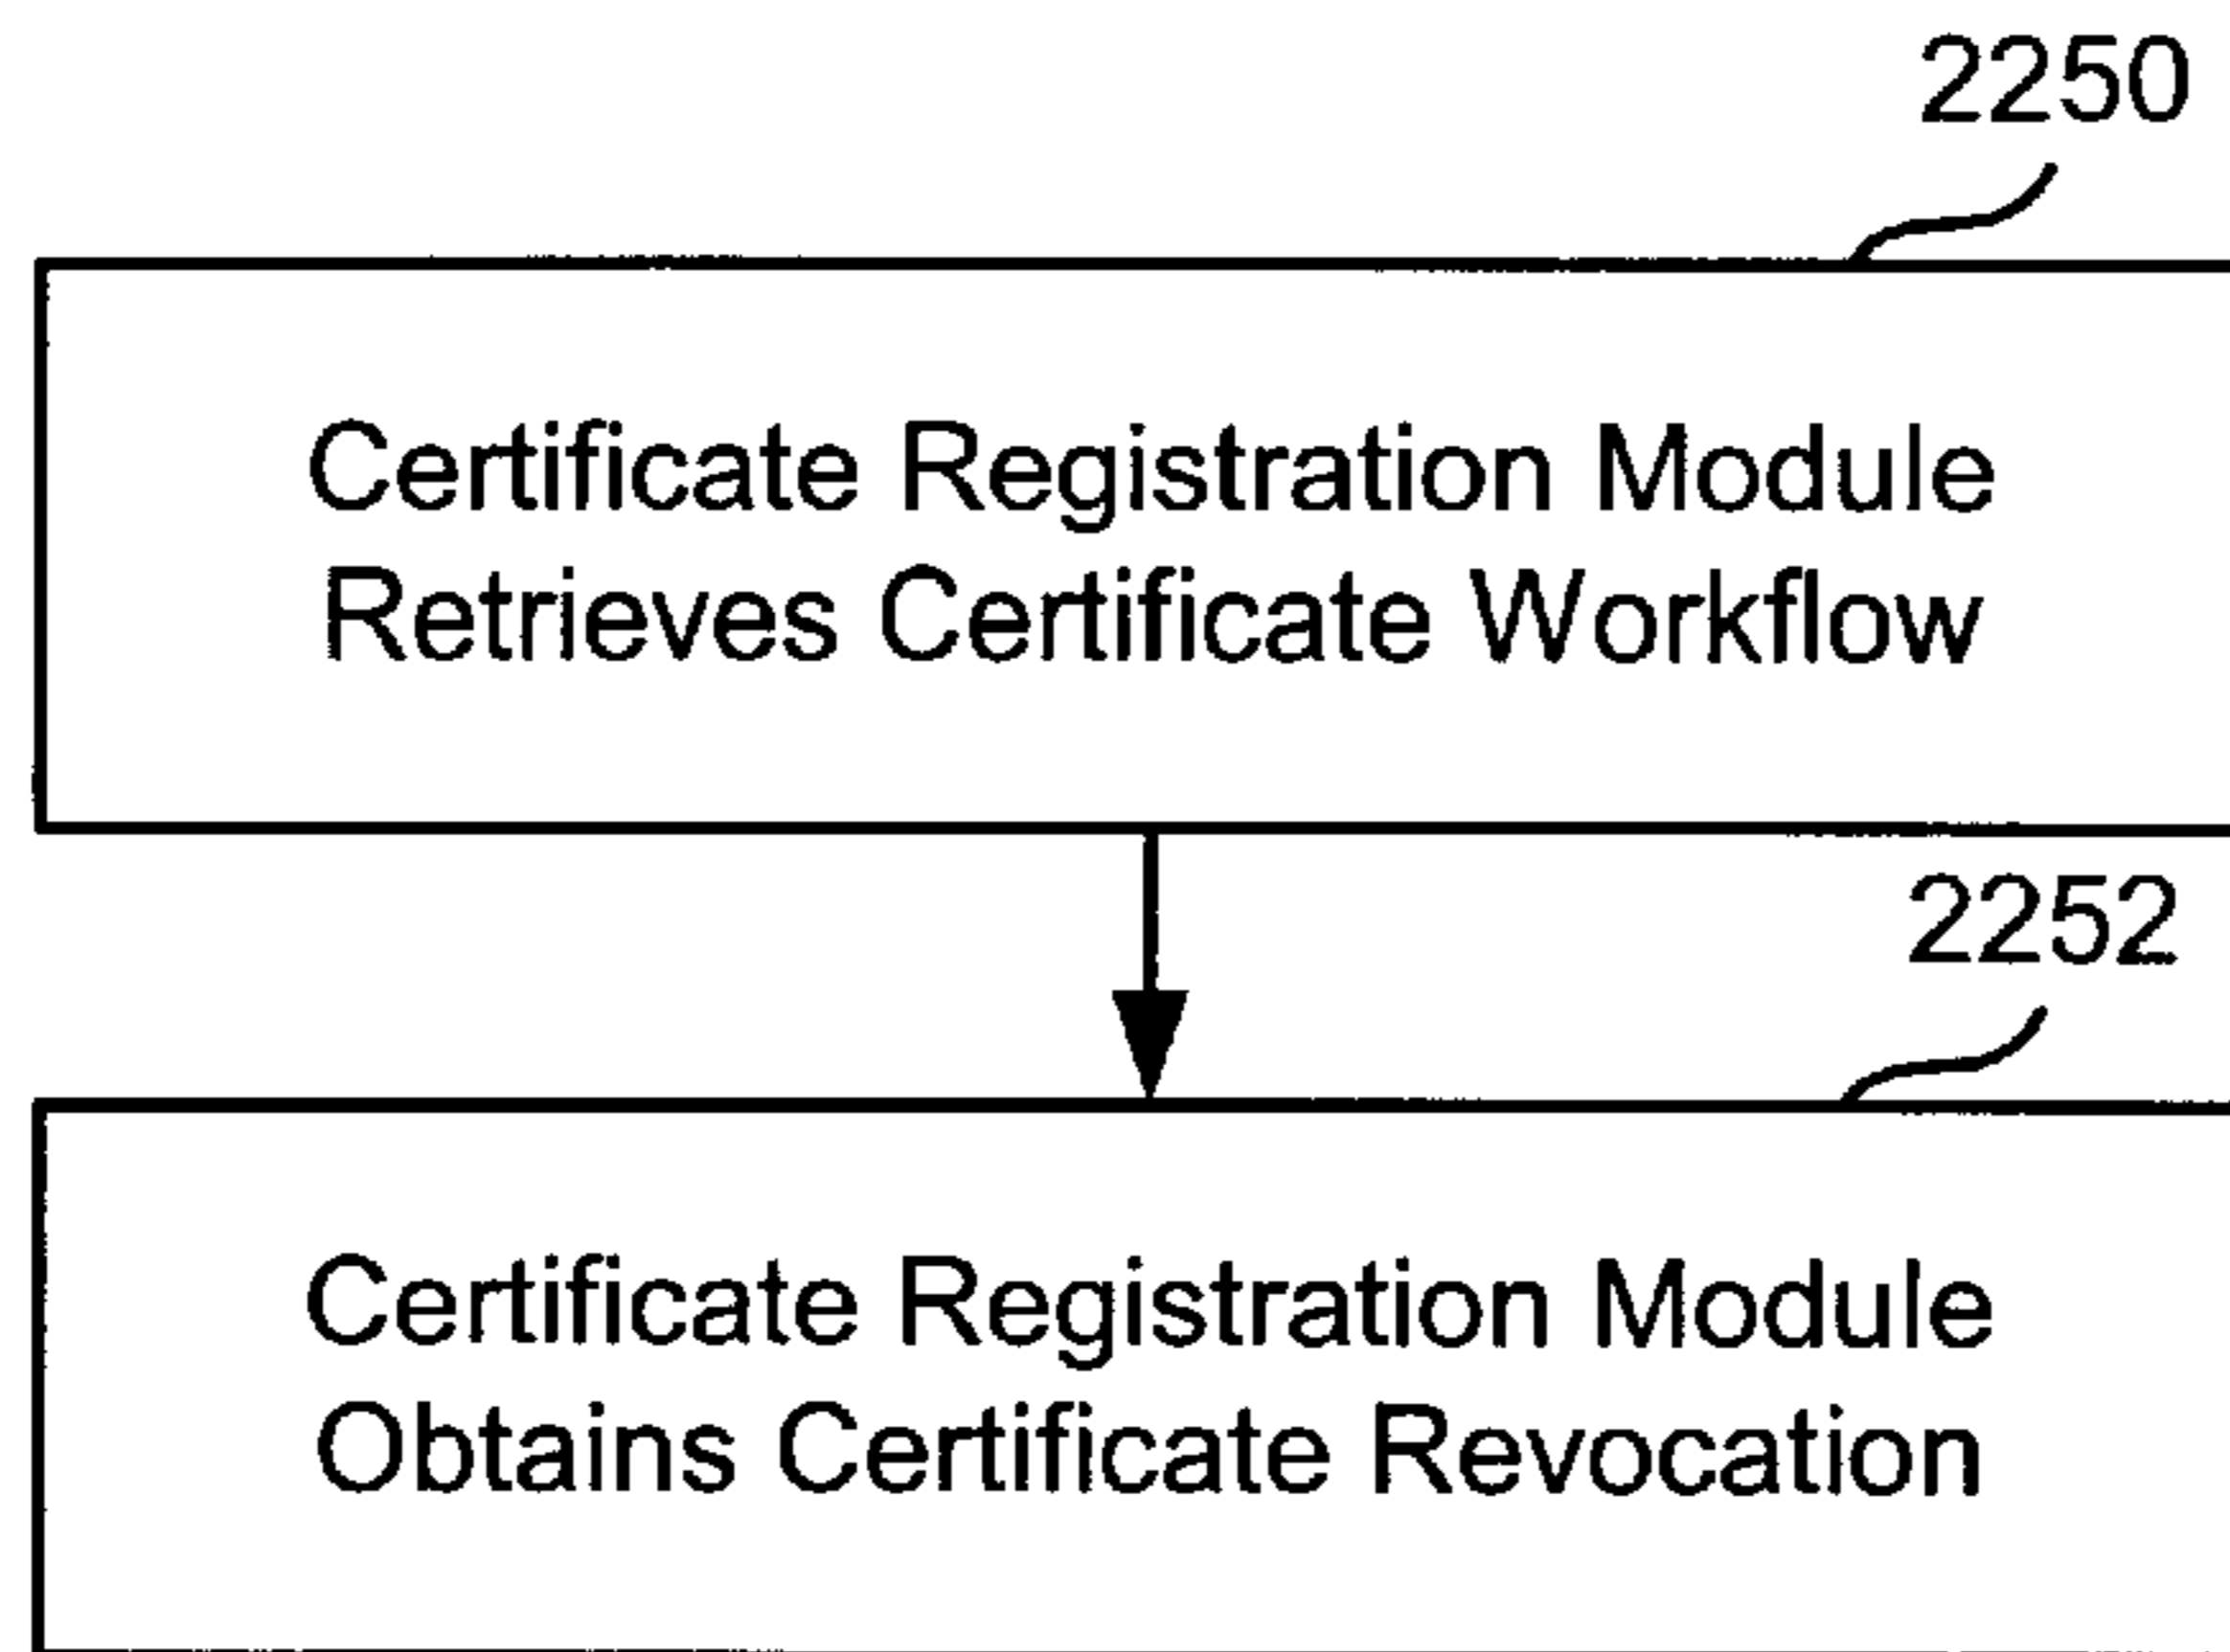 2250
Certificate Registration Module
Retrieves Certificate Workflow
2252
Certificate Registration Module
Obtains Certificate Revocation